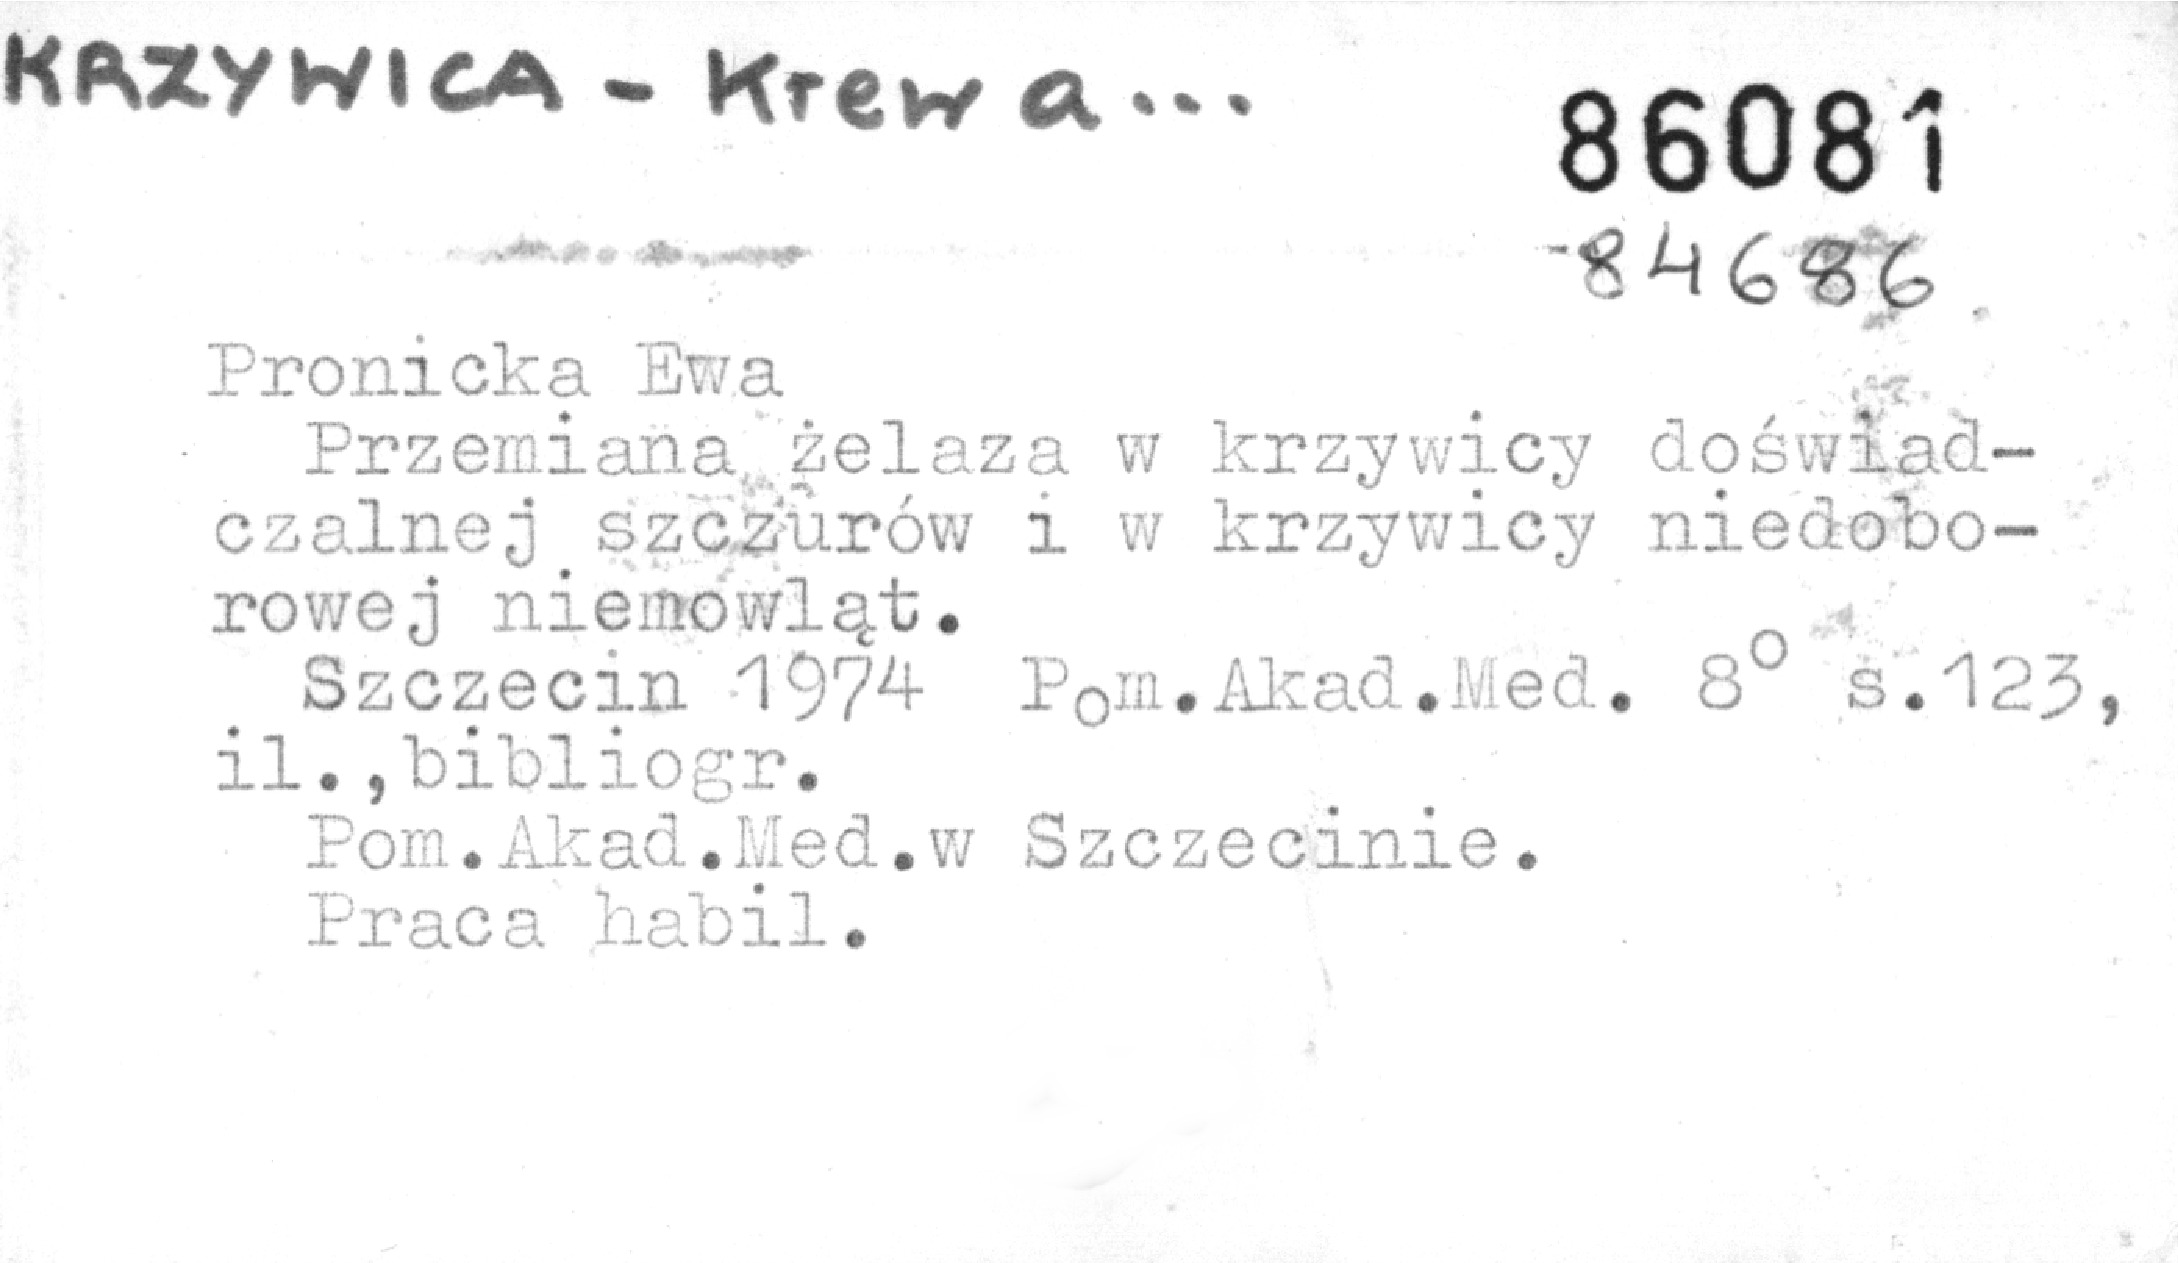 KRZYWICA - Krew a...
86081
84686
Pronicka Ewa
Przemiana żelaza w krzywicy doświad-
czalnej szczurów i w krzywicy niedobo-
rowej niemowląt.
Szczecin 1974 Pom.Akad.Med. 8° s.123,
il.,bibliogr.
Pom.Akad.Med.w Szczecinie.
Praca habil.